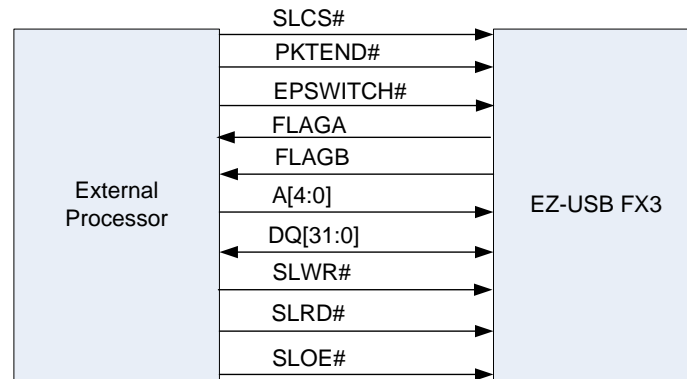 SLCS#
PKTEND#
EPSWITCH#
FLAGA
FLAGB
External
Processor
A[4:0]
EZ-USB FX3
DQ[31:0]
SLWR#
SLRD#
SLOE#